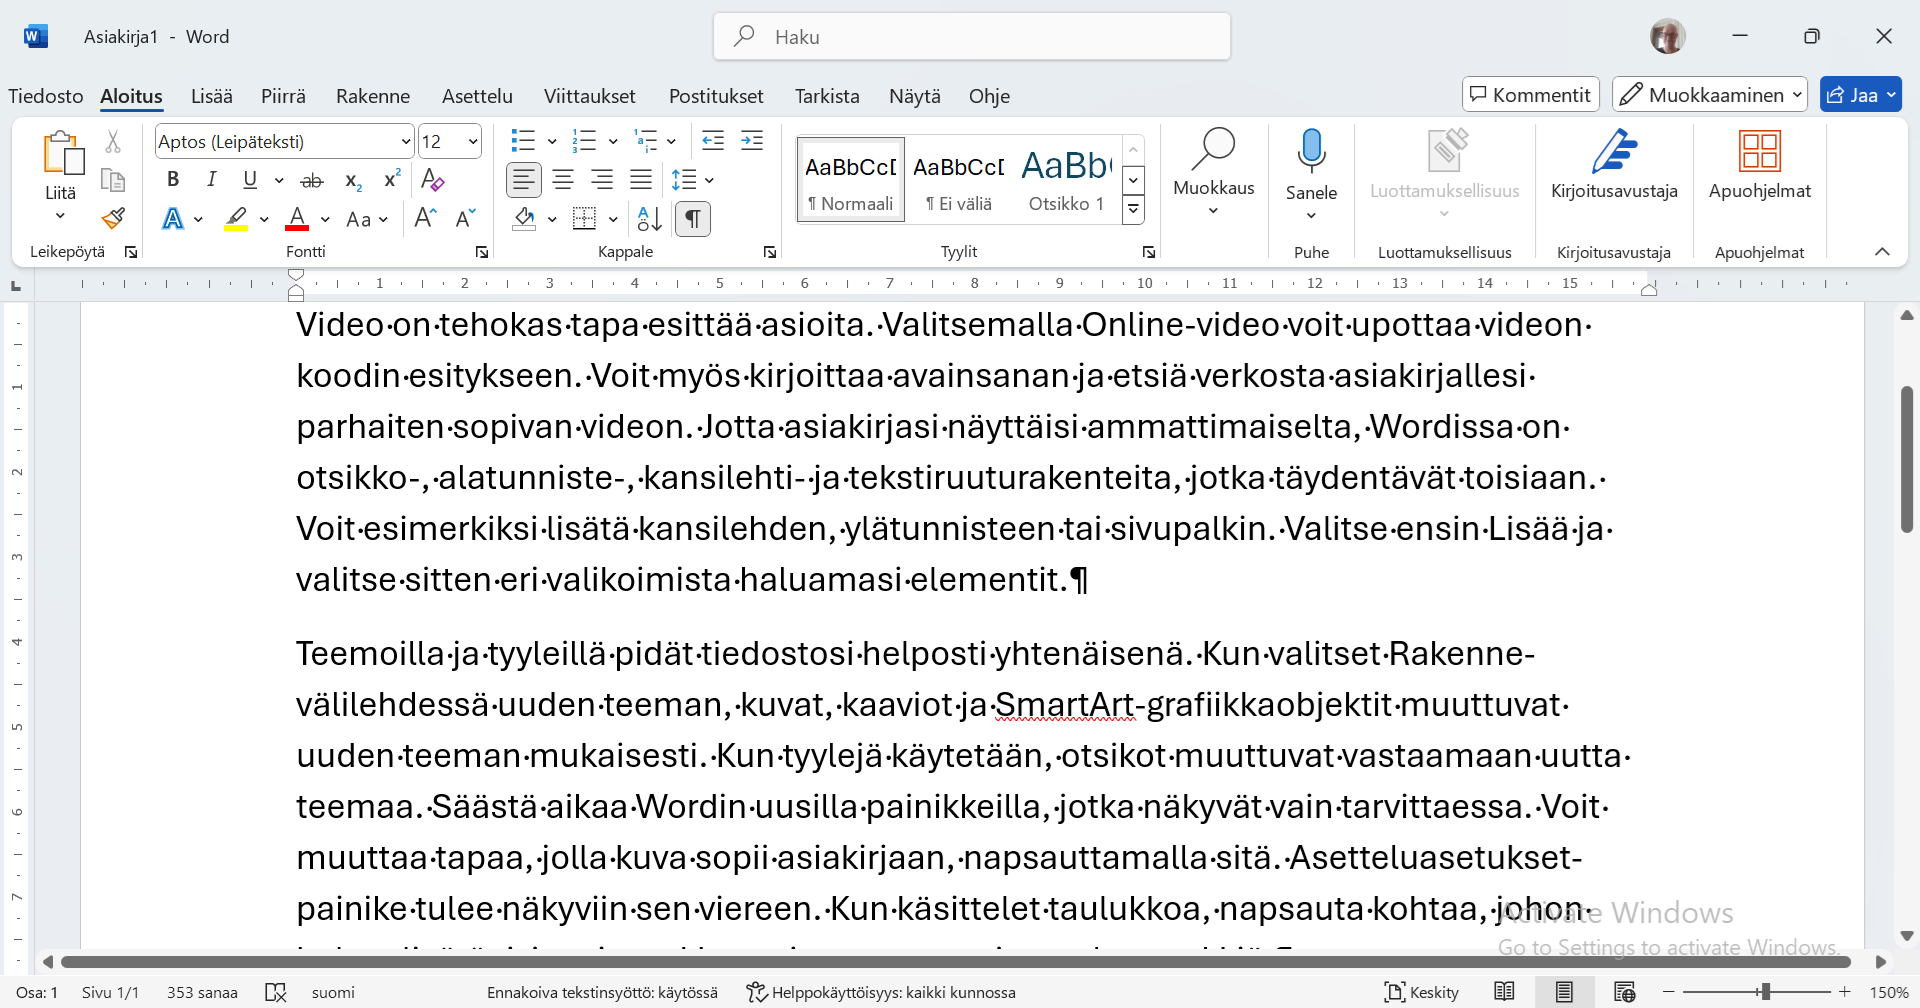 Asiakirja1 - Word
Haku
Tiedosto Aloitus Lisää Piirrä Rakenne Asettelu Viittaukset Postitukset Tarkista Näytä Ohje
Kommentit Muokkaaminen Jaa
Liitä
Leikepöytä
Aptos (Leipäteksti) 12
Fontti
Kappale
AaBbCcD AaBbCcD AaBb
¶ Normaali ¶ Ei väliä Otsikko 1
Tyylit
Muokkaus
Sanele
Puhe
Luottamuksellisuus
Luottamuksellisuus
Kirjoitusavustaja
Kirjoitusavustaja
Apuohjelmat
Apuohjelmat
1 2 3 4 5 6 7 8 9 10 11 12 13 14 15
Video·on·tehokas·tapa·esittää·asioita.·Valitsemalla·Online-video·voit·upottaa·videon·
koodin·esitykseen.·Voit·myös·kirjoittaa·avainsanan·ja·etsiä·verkosta·asiakirjallesi·
parhaiten·sopivan·videon.·Jotta·asiakirjasi·näyttäisi·ammattimaiselta,·Wordissa·on·
otsikko-,·alatunniste-,·kansilehti-·ja·tekstiruuturakenteita,·jotka·täydentävät·toisiaan.·
Voit·esimerkiksi·lisätä·kansilehden,·ylätunnisteen·tai·sivupalkin.·Valitse·ensin·Lisää·ja·
valitse·sitten·eri·valikoimista·haluamasi·elementit.¶
Teemoilla·ja·tyyleillä·pidät·tiedostosi·helposti·yhtenäisenä.·Kun·valitset·Rakenne-
välilehdessä·uuden·teeman,·kuvat,·kaaviot·ja·SmartArt-grafiikkaobjektit·muuttuvat·
uuden·teeman·mukaisesti.·Kun·tyylejä·käytetään,·otsikot·muuttuvat·vastaamaan·uutta·
teemaa.·Säästä·aikaa·Wordin·uusilla·painikkeilla,·jotka·näkyvät·vain·tarvittaessa.·Voit·
muuttaa·tapaa,·jolla·kuva·sopii·asiakirjaan,·napsauttamalla·sitä.·Asetteluasetukset-
painike·tulee·näkyviin·sen·viereen.·Kun·käsittelet·taulukkoa,·napsauta·kohtaa,·johon·
Activate Windows
Go to Settings to activate Windows.
Osa: 1 Sivu 1/1 353 sanaa suomi Ennakoiva tekstinsyöttö: käytössä Helppokäyttöisyys: kaikki kunnossa Keskity 150%